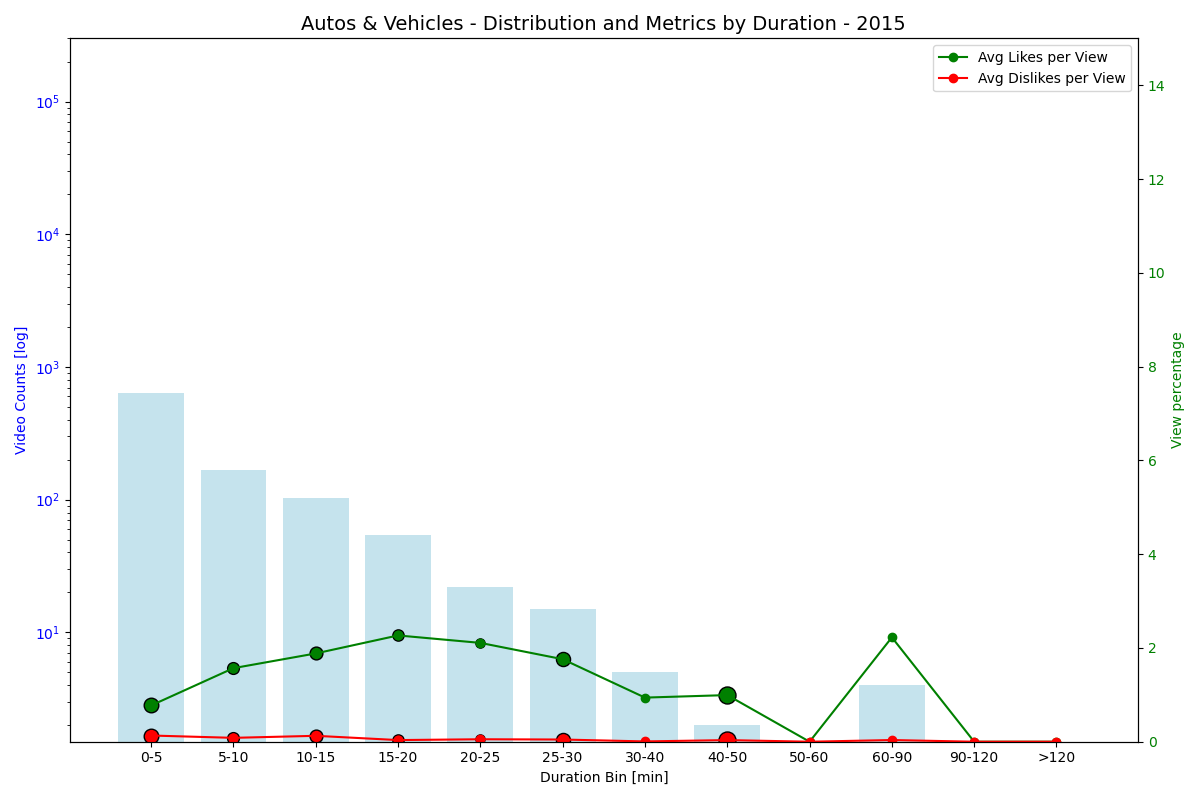 Autos & Vehicles - Distribution and Metrics by Duration - 2015
Avg Likes per View
Avg Dislikes per View
Video Counts [log]
10^5
10^4
10^3
10^2
10^1
View percentage
14
12
10
8
6
4
2
0
0-5 5-10 10-15 15-20 20-25 25-30 30-40 40-50 50-60 60-90 90-120 >120
Duration Bin [min]